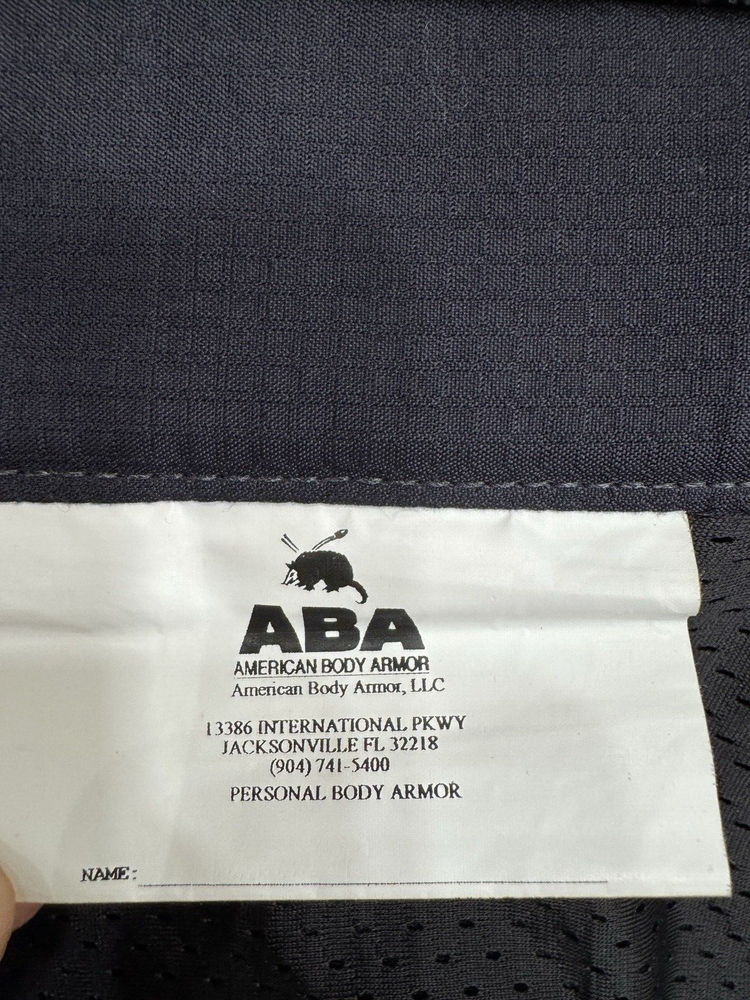 ABA
AMERICAN BODY ARMOR
American Body Armor, LLC
13386 INTERNATIONAL PKWY
JACKSONVILLE FL 32218
(904) 741-5400
PERSONAL BODY ARMOR
NAME: